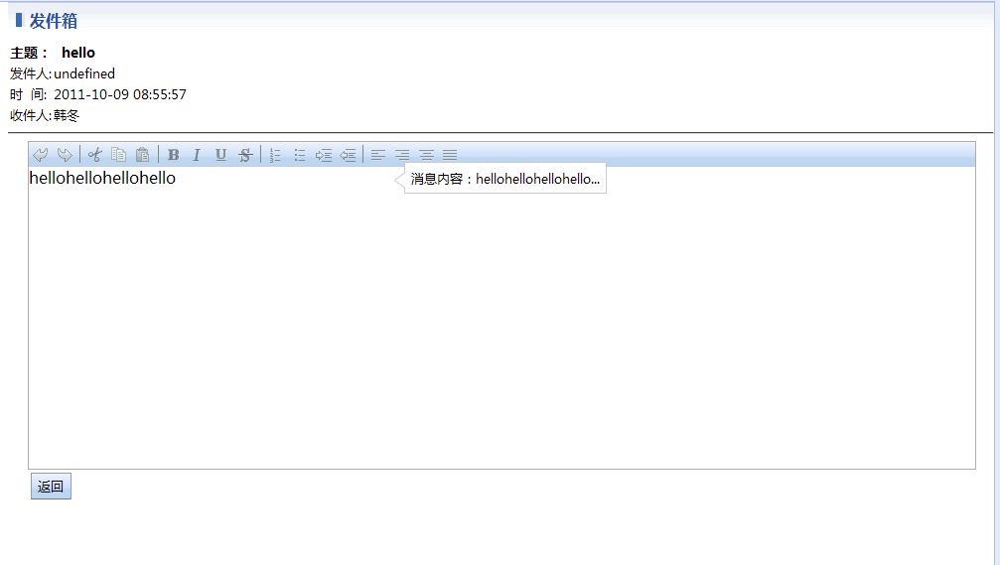 发件箱
主题： hello
发件人: undefined
时 间: 2011-10-09 08:55:57
收件人: 韩冬
B I U S
hellohellohellohello
消息内容：hellohellohellohello...
返回